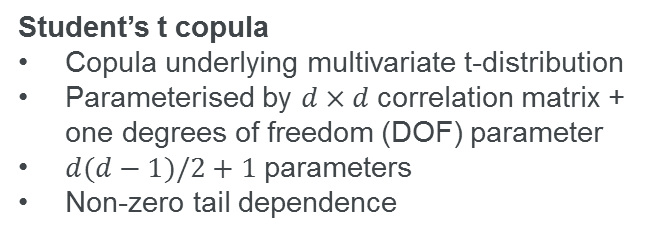 Student's t copula
• Copula underlying multivariate t-distribution
• Parameterised by d × d correlation matrix +
one degrees of freedom (DOF) parameter
• d(d − 1)/2 + 1 parameters
• Non-zero tail dependence